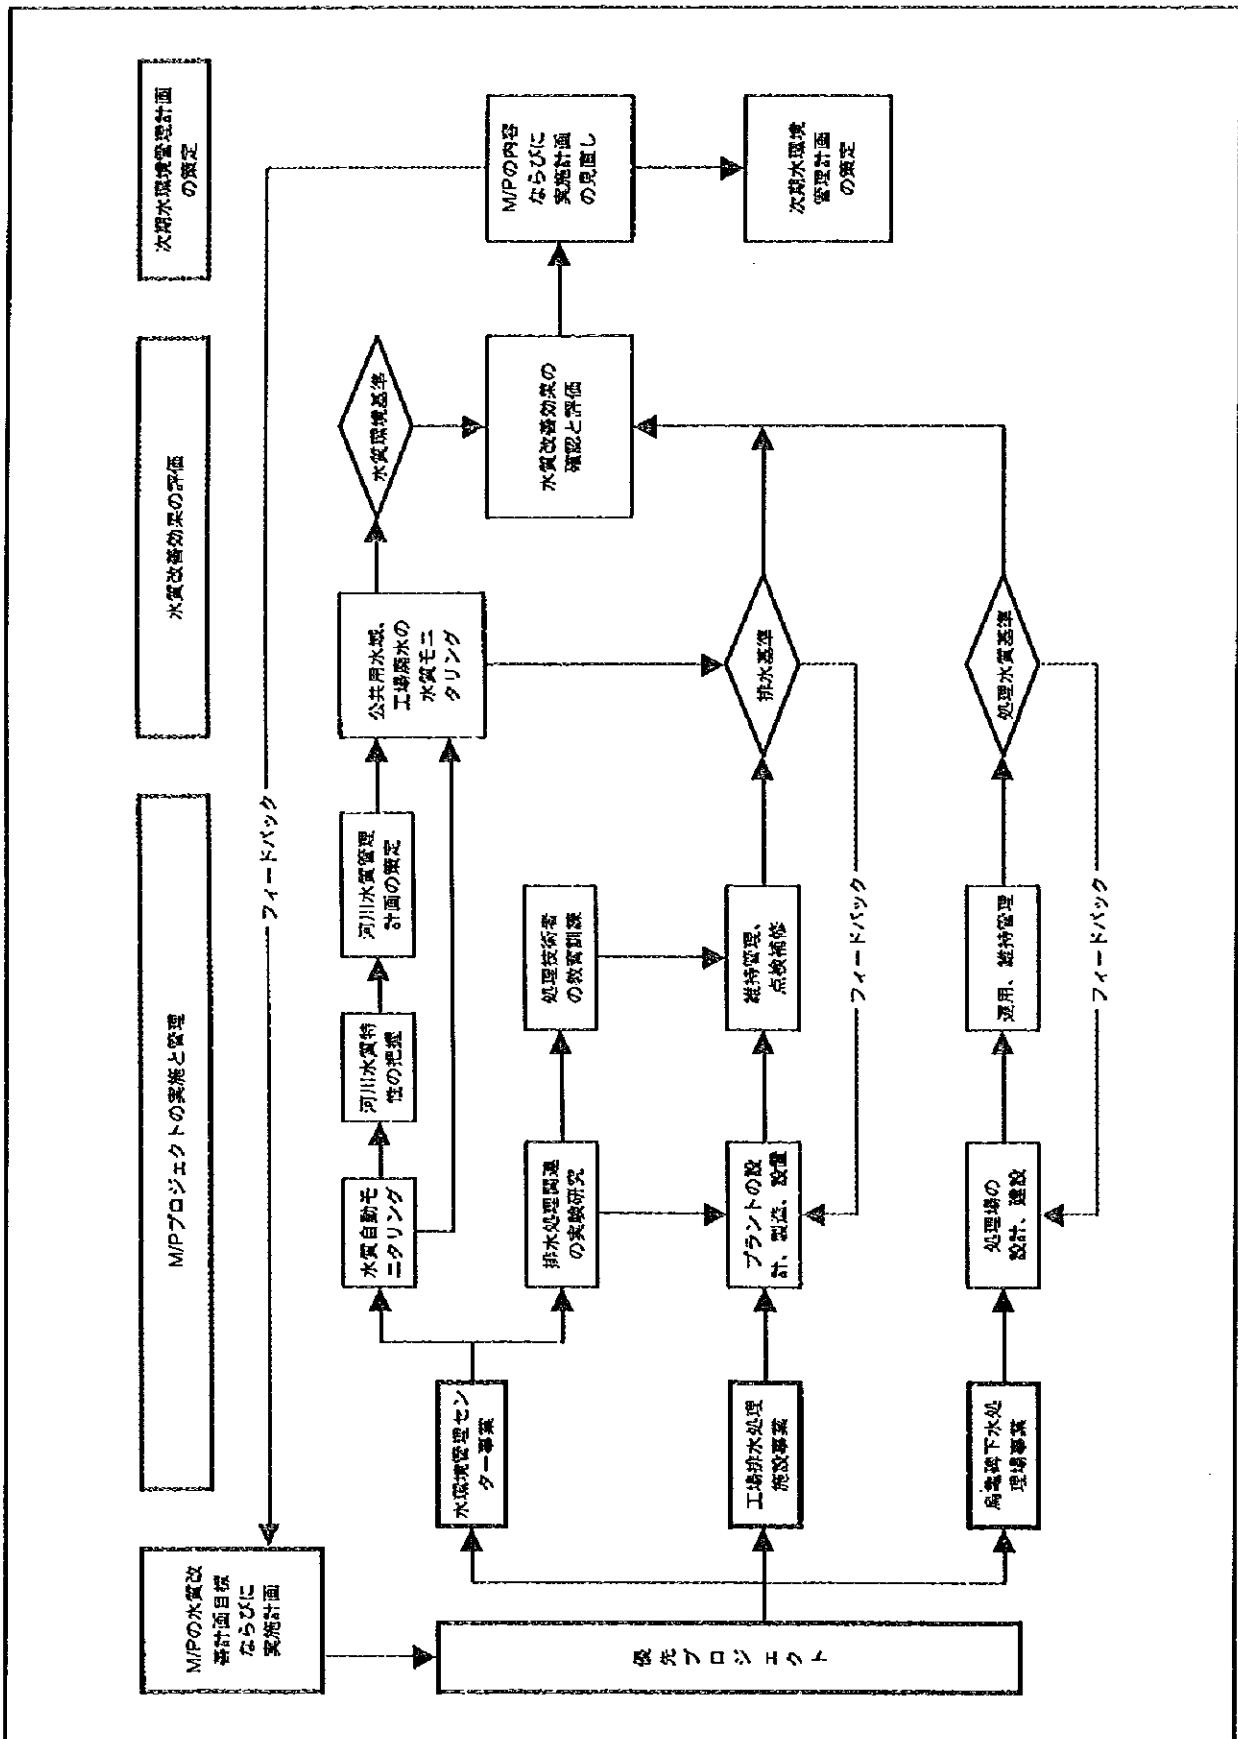 M/Pプロジェクトの実施と管理
水質改善効果の評価
次期水環境管理計画
の策定
M/Pの水質改
善計画目標
ならびに
実施計画
フィードバック
優先プロジェクト
水環境管理セン
ター事業
水質自動モ
ニタリング
河川水質特
性の把握
河川水質管理
計画の策定
公共用水域、
工場廃水の
水質モニ
タリング
水質環境基準
排水処理関連
の実験研究
処理技術者
の教育訓練
水質改善効果の
確認と評価
M/Pの内容
ならびに
実施計画
の見直し
工場排水処理
施設事業
プラントの設
計、製造、設置
維持管理、
点検補修
排水基準
フィードバック
次期水環境
管理計画
の策定
下水処
理場事業
処理場の
設計、建設
運用、維持管理
処理水質基準
フィードバック